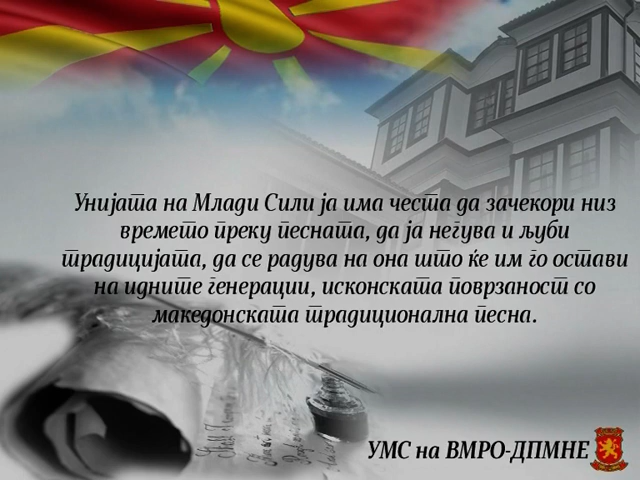 Унијата на Млади Сили ја има честа да зачекори низ
времето преку песната, да ја негува и љуби
традицијата, да се радува на она што ќе им го остави
на идните генерации, исконската поврзаност со
македонската традиционална песна.
УМС на ВМРО-ДПМНЕ